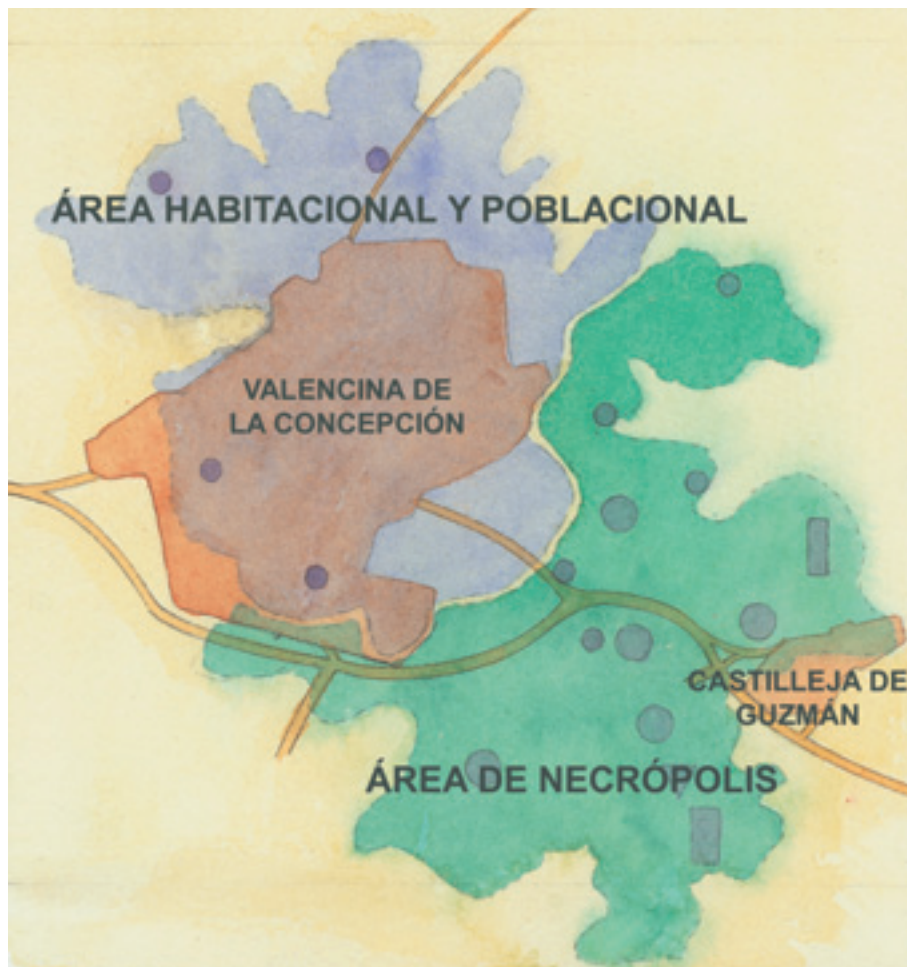 ÁREA HABITACIONAL Y POBLACIONAL
VALENCINA DE
LA CONCEPCIÓN
CASTILLEJA DE
GUZMÁN
ÁREA DE NECRÓPOLIS